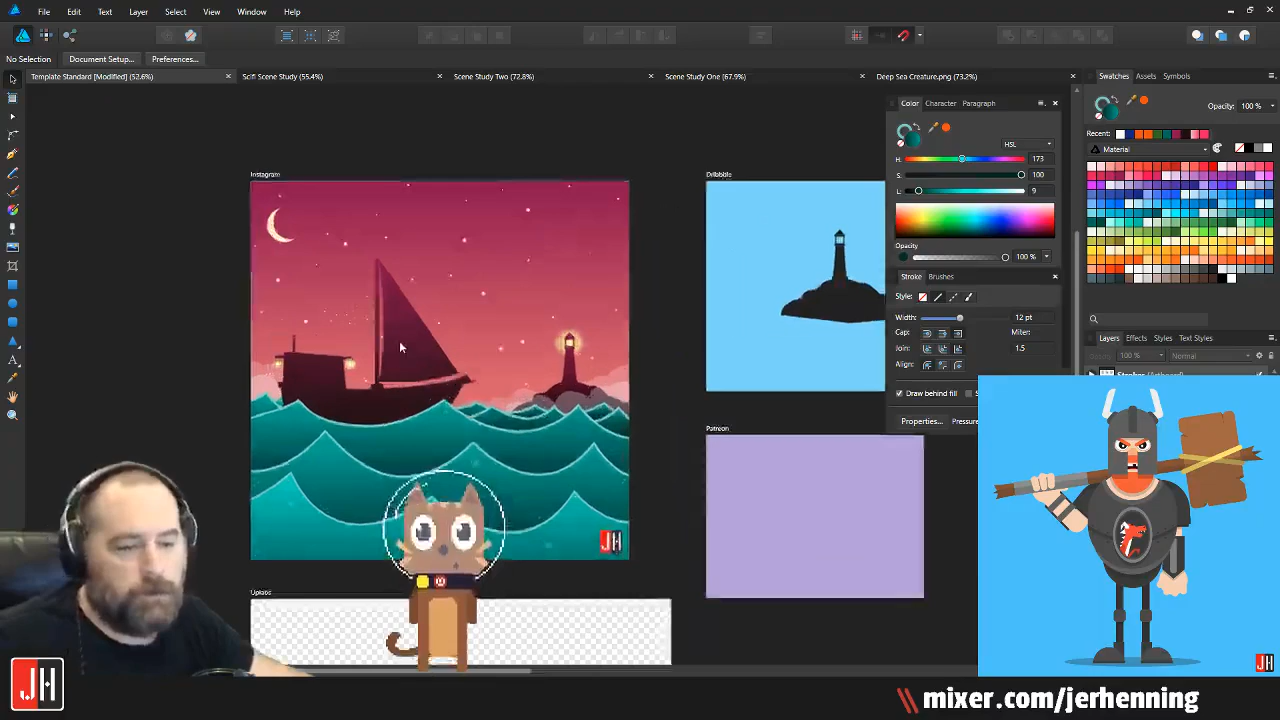 File Edit Text Layer Select View Window Help
No Selection Document Setup... Preferences...
Template Standard [Modified] (52.6%) Scifi Scene Study (55.4%) Scene Study Two (72.8%) Scene Study One (67.9%) Deep Sea Creature.png (73.2%)
Swatches Assets Symbols
Color Character Paragraph
Opacity: 100 %
HSL
Recent:
H: 173
Material
S: 100
L: 9
Instagram
Dribbble
Opacity
100 %
Stroke Brushes
Style:
Width: 12 pt
Cap: Miter:
Join: 1.5
Align:
Layers Effects Styles Text Styles
Opacity: 100 % Normal
Draw behind fill
Properties... Pressure
Patreon
JH
JH
JH
mixer.com/jerhenning